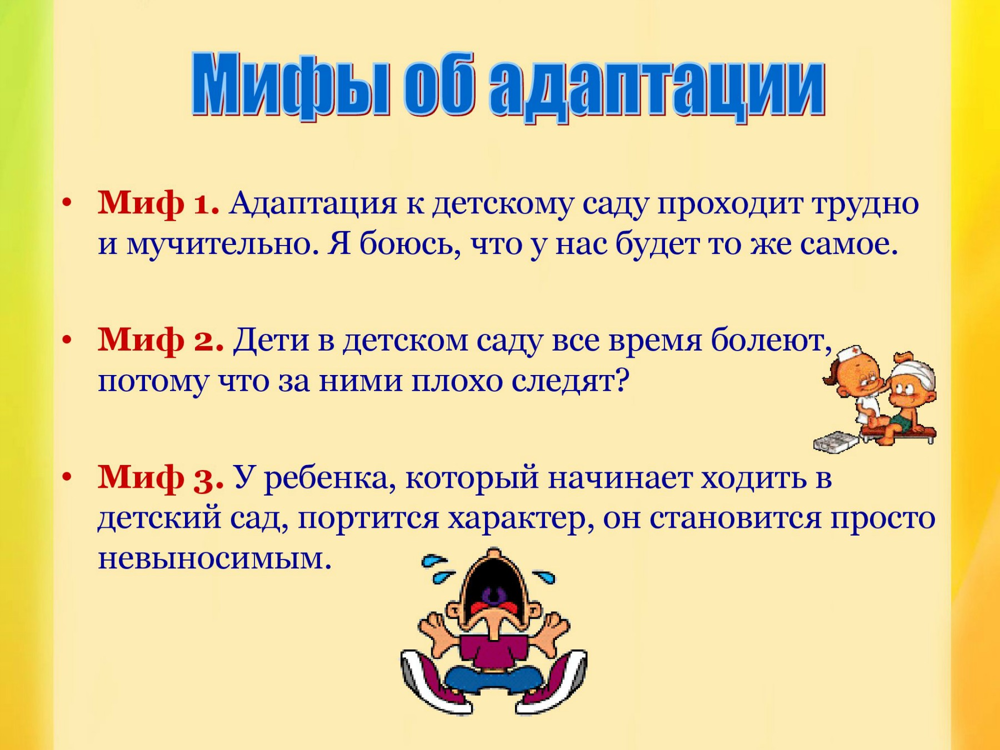 Мифы об адаптации
• Миф 1. Адаптация к детскому саду проходит трудно
и мучительно. Я боюсь, что у нас будет то же самое.
• Миф 2. Дети в детском саду все время болеют,
потому что за ними плохо следят?
• Миф 3. У ребенка, который начинает ходить в
детский сад, портится характер, он становится просто
невыносимым.